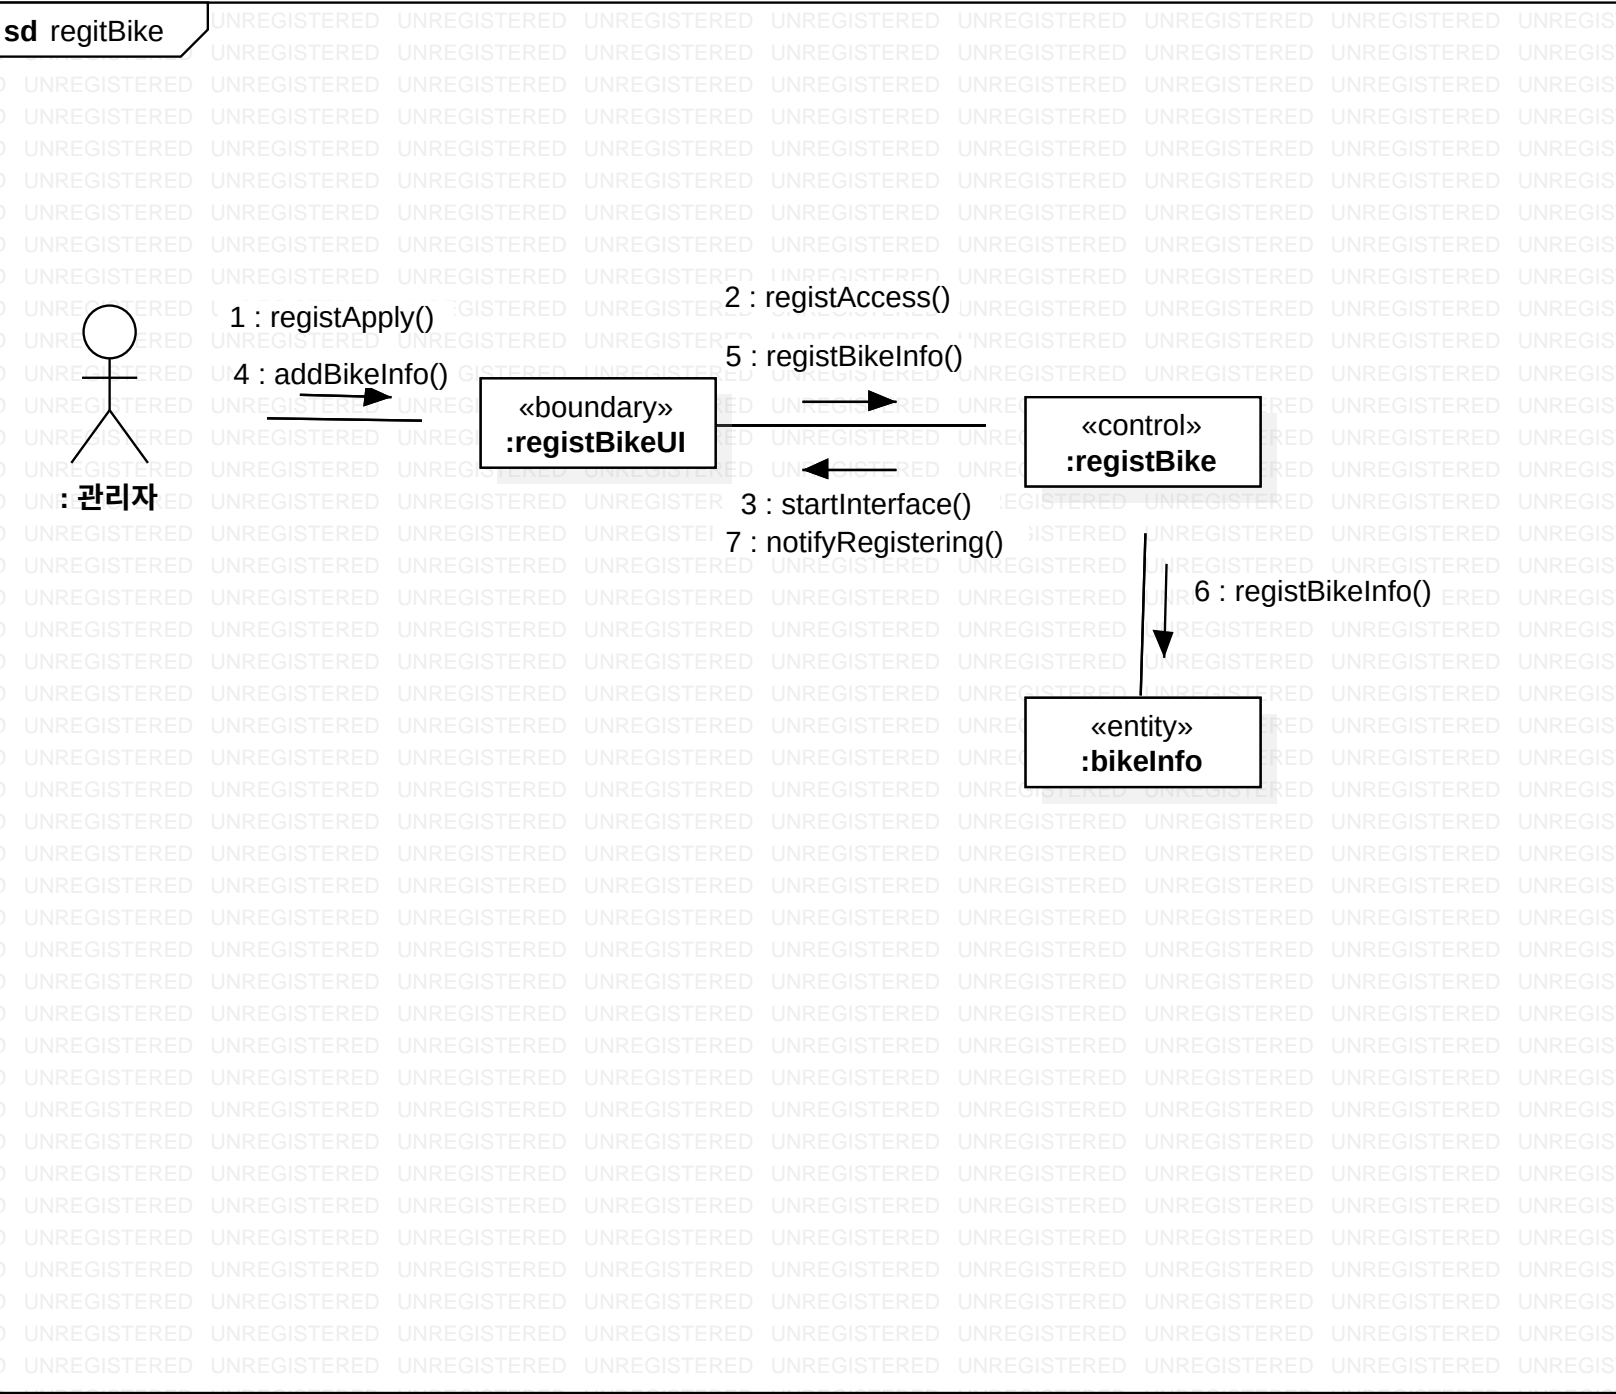 sd regitBike
1 : registApply()
4 : addBikeInfo()
2 : registAccess()
5 : registBikeInfo()
: 관리자
«boundary»
:registBikeUI
«control»
:registBike
3 : startInterface()
7 : notifyRegistering()
6 : registBikeInfo()
«entity»
:bikeInfo
UNREGISTERED